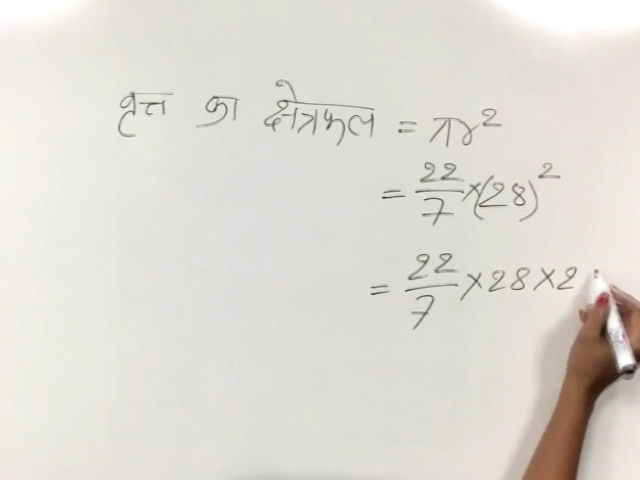 वृत्त का क्षेत्रफल = πr²
= 22/7 × (28)²
= 22/7 × 28 × 2